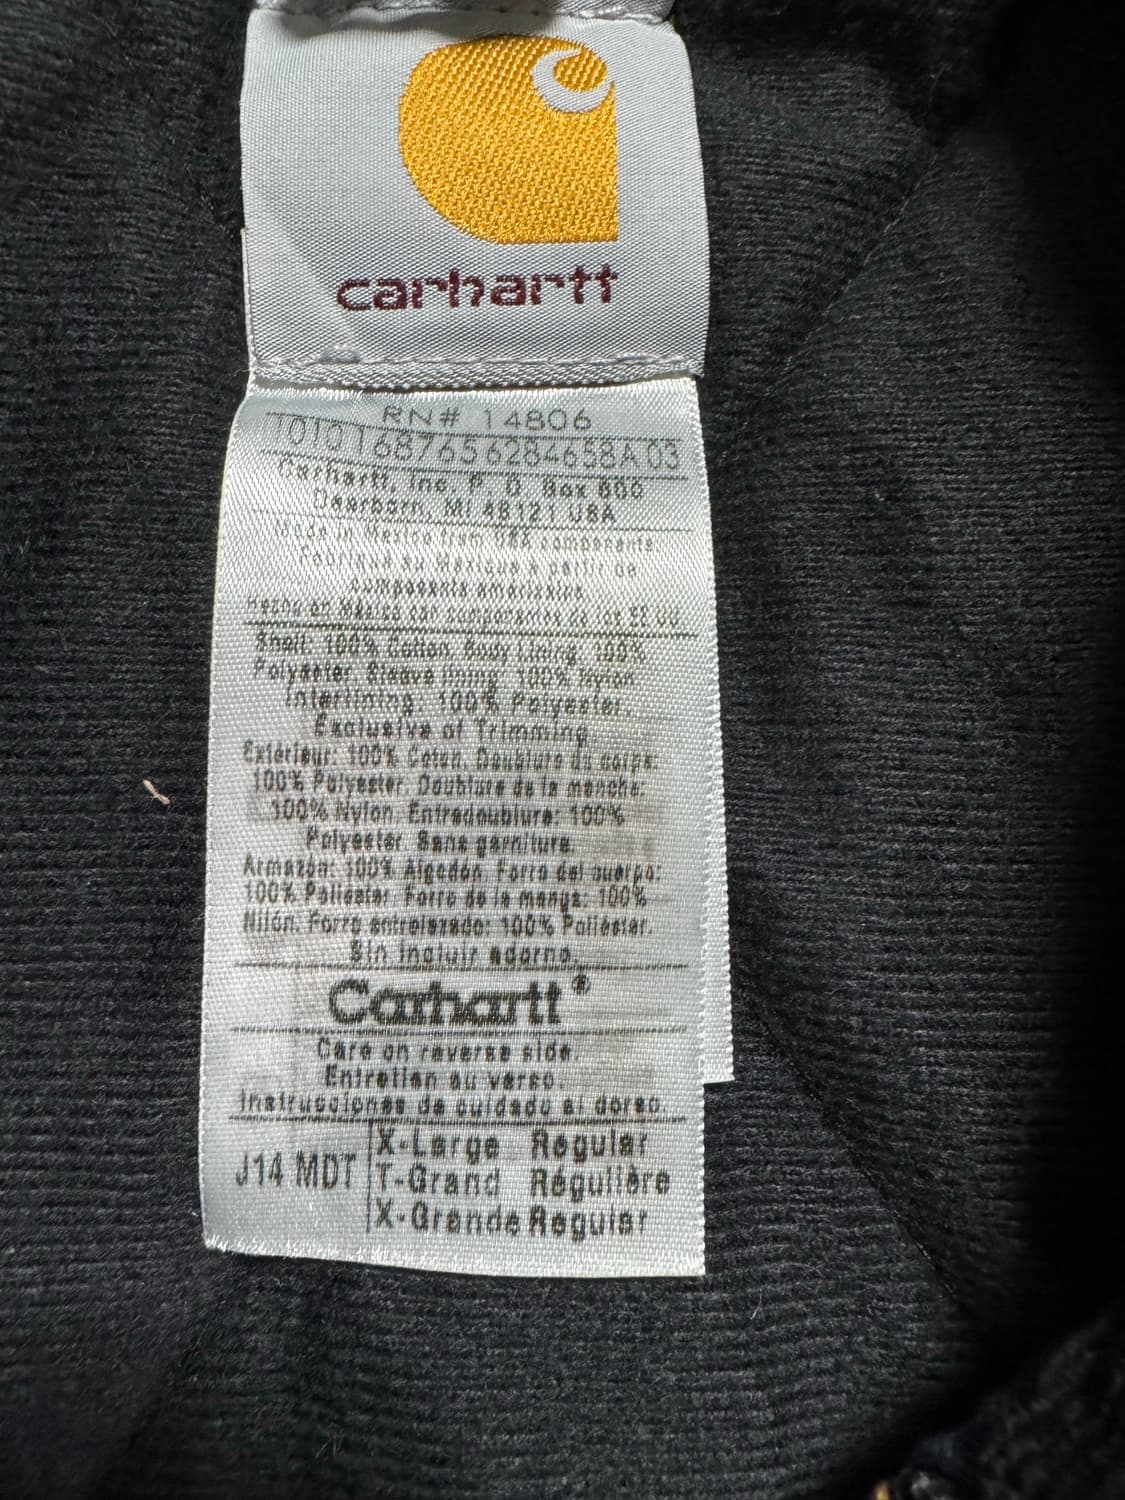 carhartt
RN# 14806
10101687656284658A 03
Carhartt, Inc. P. O. Box 600
Dearborn, MI 48121 USA
Made in Mexico from USA components.
Fabriqué au Mexique à partir de
composants américains
Hecho en México con componentes de los EE UU
Shell: 100% Cotton. Body Lining: 100%
Polyester. Sleeve lining: 100% Nylon
Interlining: 100% Polyester.
Exclusive of Trimming
Extérieur: 100% Coton. Doublure du corps:
100% Polyester. Doublure de la manche:
100% Nylon. Entredoublure: 100%
Polyester. Sans garniture.
Armazón: 100% Algodón. Forro del cuerpo:
100% Poliéster. Forro de la manga: 100%
Nilón. Forro entrelazado: 100% Poliéster.
Sin incluir adorno.
Carhartt®
Care on reverse side.
Entretien au verso.
Instrucciones de cuidado al dorso.
J14 MDT
X-Large Regular
T-Grand Régulière
X-Grande Regular